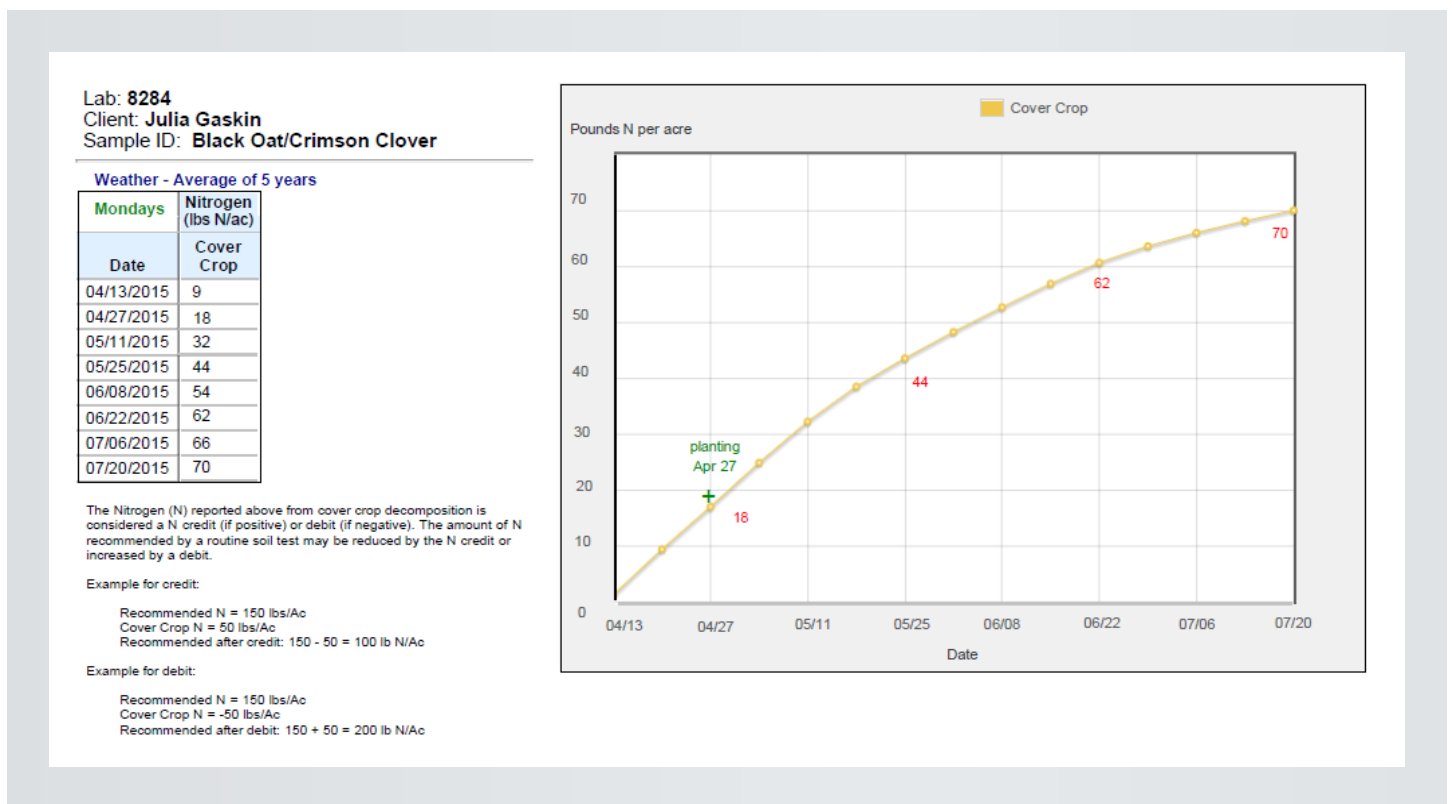 Lab: 8284
Client: Julia Gaskin
Sample ID: Black Oat/Crimson Clover
Weather - Average of 5 years
Mondays Nitrogen (lbs N/ac)
Date Cover Crop
04/13/2015 9
04/27/2015 18
05/11/2015 32
05/25/2015 44
06/08/2015 54
06/22/2015 62
07/06/2015 66
07/20/2015 70
The Nitrogen (N) reported above from cover crop decomposition is
considered a N credit (if positive) or debit (if negative). The amount of N
recommended by a routine soil test may be reduced by the N credit or
increased by a debit.
Example for credit:
Recommended N = 150 lbs/Ac
Cover Crop N = 50 lbs/Ac
Recommended after credit: 150 - 50 = 100 lb N/Ac
Example for debit:
Recommended N = 150 lbs/Ac
Cover Crop N = -50 lbs/Ac
Recommended after debit: 150 + 50 = 200 lb N/Ac
Cover Crop
Pounds N per acre
70
60
50
40
30
20
10
0
planting
Apr 27
+
18
44
62
70
04/13 04/27 05/11 05/25 06/08 06/22 07/06 07/20
Date